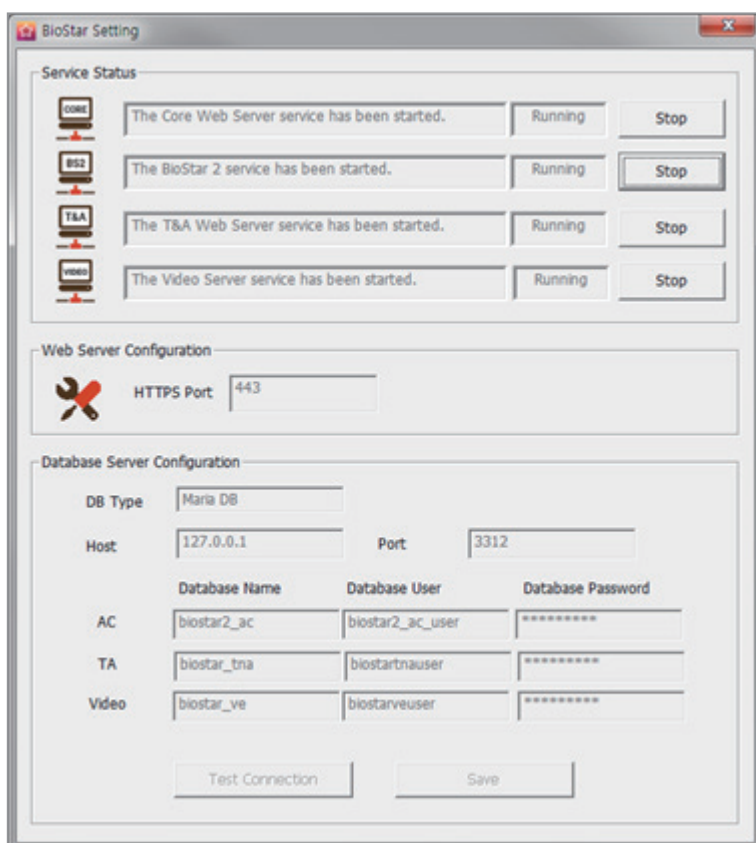 BioStar Setting
Service Status
CORE
The Core Web Server service has been started. Running Stop
BS2
The BioStar 2 service has been started. Running Stop
T&A
The T&A Web Server service has been started. Running Stop
VIDEO
The Video Server service has been started. Running Stop
Web Server Configuration
HTTPS Port 443
Database Server Configuration
DB Type Maria DB
Host 127.0.0.1 Port 3312
Database Name Database User Database Password
AC biostar2_ac biostar2_ac_user *********
TA biostar_tna biostartnauser *********
Video biostar_ve biostarveuser *********
Test Connection Save